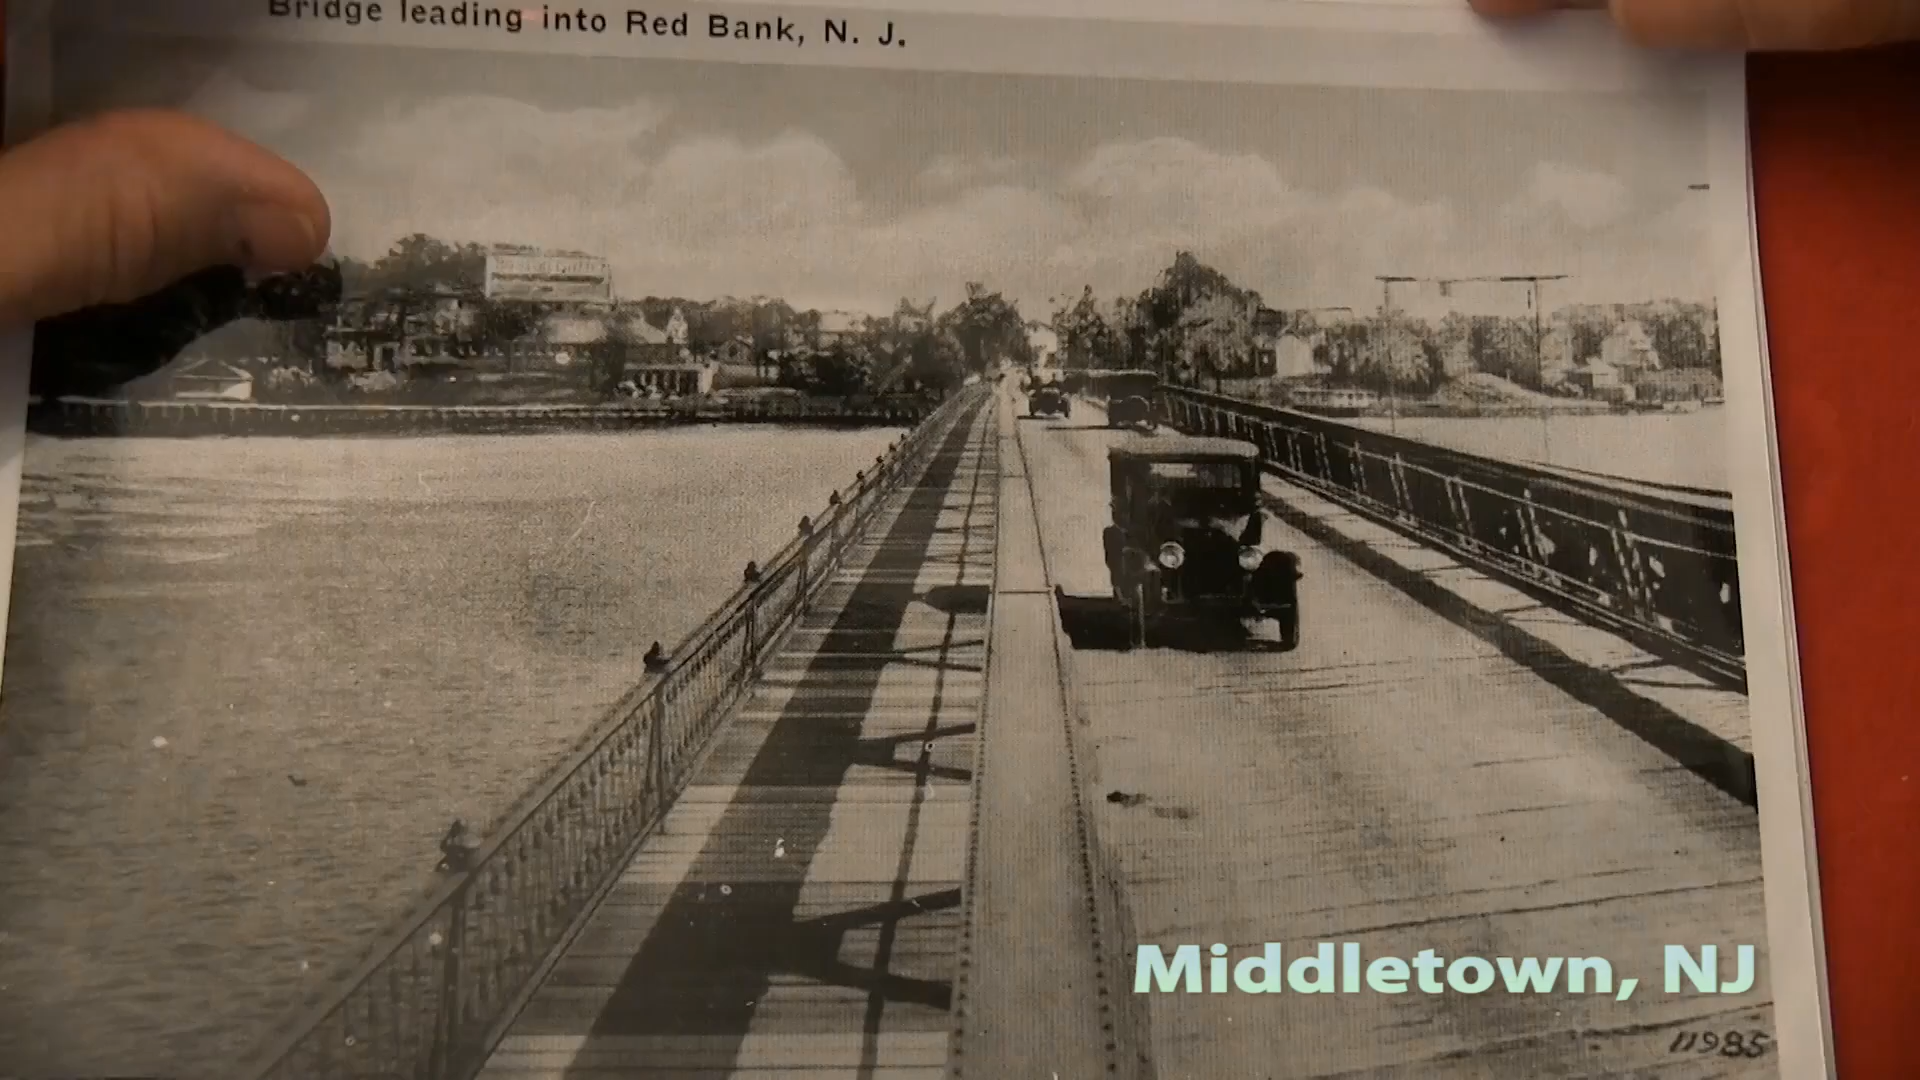 Bridge leading into Red Bank, N. J.
Middletown, NJ
11985